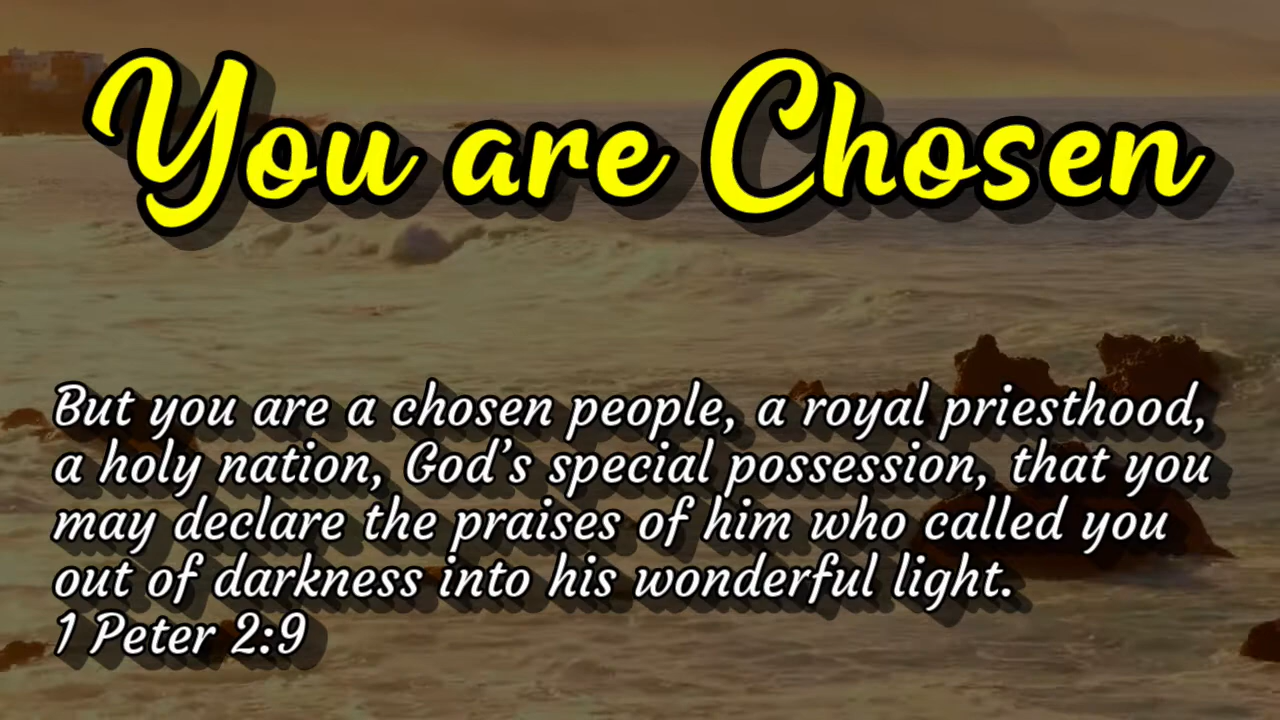 You are Chosen
But you are a chosen people, a royal priesthood,
a holy nation, God’s special possession, that you
may declare the praises of him who called you
out of darkness into his wonderful light.
1 Peter 2:9